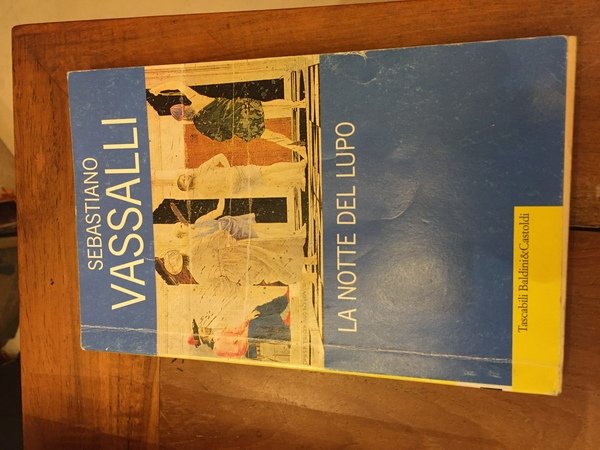 SEBASTIANO
VASSALLI
LA NOTTE DEL LUPO
Tascabili Baldini&Castoldi